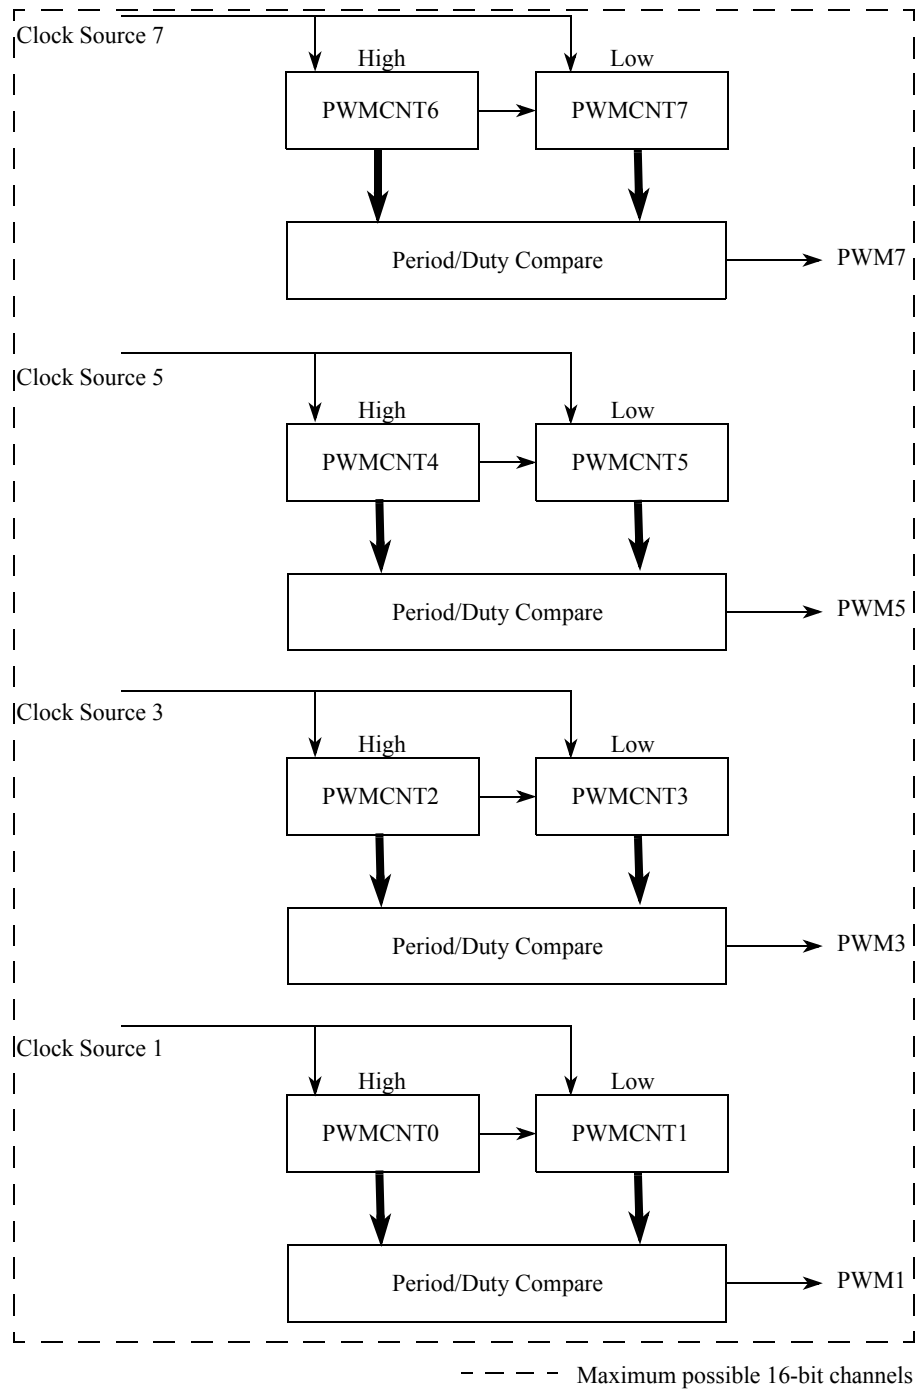 Clock Source 7
High
Low
PWMCNT6
PWMCNT7
Period/Duty Compare
PWM7
Clock Source 5
High
Low
PWMCNT4
PWMCNT5
Period/Duty Compare
PWM5
Clock Source 3
High
Low
PWMCNT2
PWMCNT3
Period/Duty Compare
PWM3
Clock Source 1
High
Low
PWMCNT0
PWMCNT1
Period/Duty Compare
PWM1
Maximum possible 16-bit channels